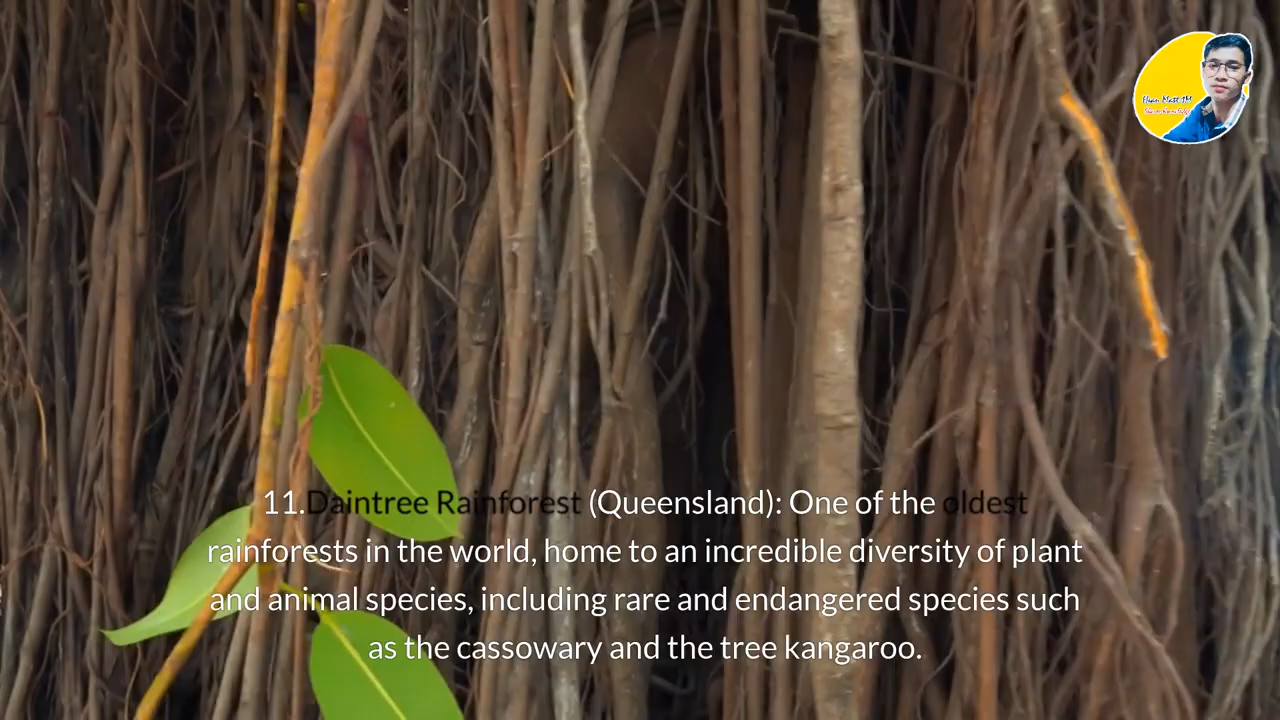 11.Daintree Rainforest (Queensland): One of the oldest
rainforests in the world, home to an incredible diversity of plant
and animal species, including rare and endangered species such
as the cassowary and the tree kangaroo.